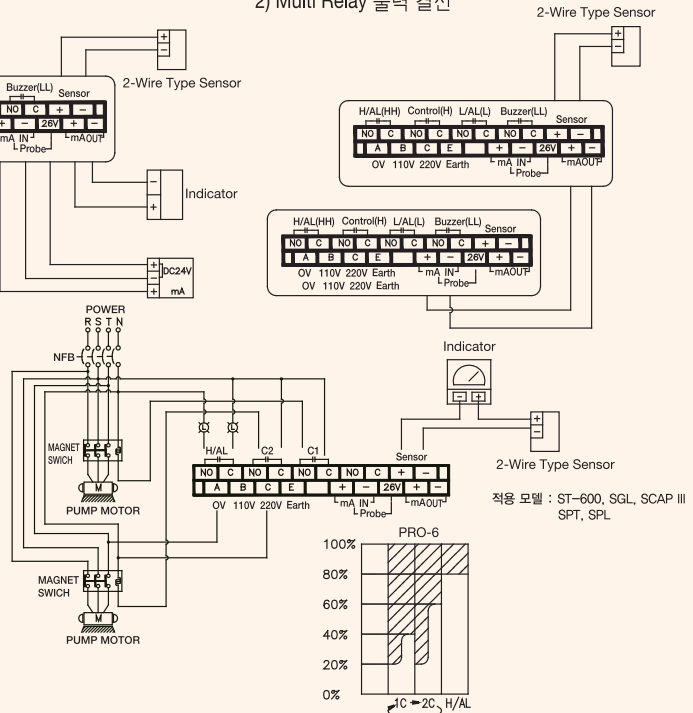 2) Multi Relay 출력 결선
2-Wire Type Sensor
+
−
2-Wire Type Sensor
+
−
Buzzer(LL) Sensor
NO C + −
+ − 26V + −
mA IN mAOUT
Probe
Indicator
−
+
+
−
+
DC24V
mA
H/AL(HH) Control(H) L/AL(L) Buzzer(LL)
Sensor
NO C NO C NO C NO C + −
A B C E + − 26V + −
OV 110V 220V Earth mA IN mAOUT
Probe
H/AL(HH) Control(H) L/AL(L) Buzzer(LL)
Sensor
NO C NO C NO C NO C + −
A B C E + − 26V + −
OV 110V 220V Earth mA IN mAOUT
OV 110V 220V Earth Probe
POWER
R S T N
NFB
MAGNET
SWICH
M
PUMP MOTOR
MAGNET
SWICH
M
PUMP MOTOR
L L
H/AL C2 C1 Sensor
NO C NO C NO C NO C + −
A B C E + − 26V + −
OV 110V 220V Earth mA IN mAOUT
Probe
Indicator
− +
+
−
2-Wire Type Sensor
적용 모델 : ST-600, SGL, SCAP III
SPT, SPL
PRO-6
100%
80%
60%
40%
20%
0%
1C 2C H/AL